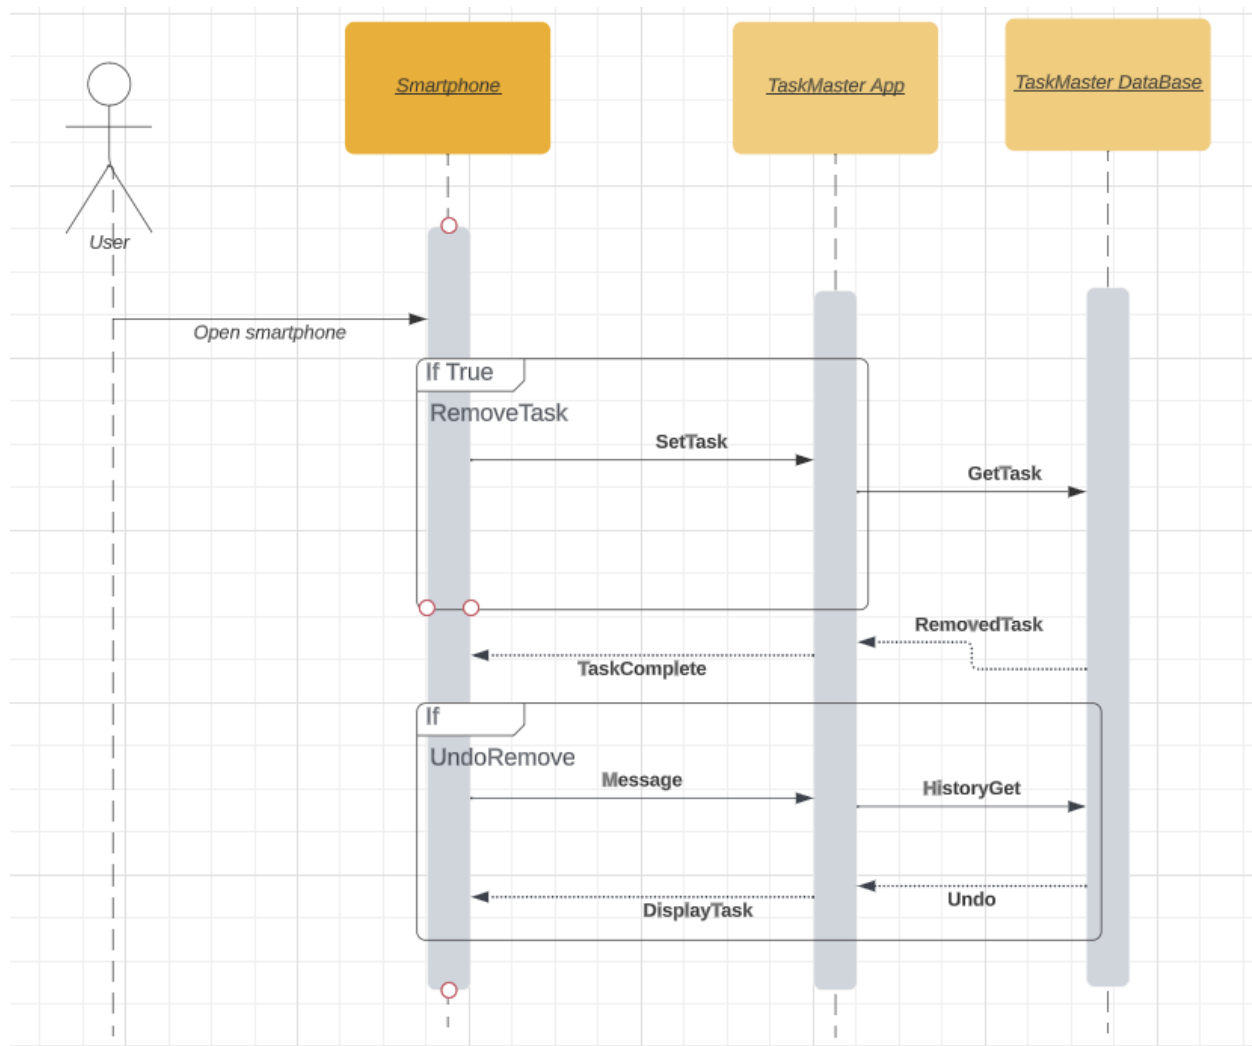 Smartphone
TaskMaster App
TaskMaster DataBase
User
Open smartphone
If True
RemoveTask
SetTask
GetTask
RemovedTask
TaskComplete
If
UndoRemove
Message
HistoryGet
Undo
DisplayTask